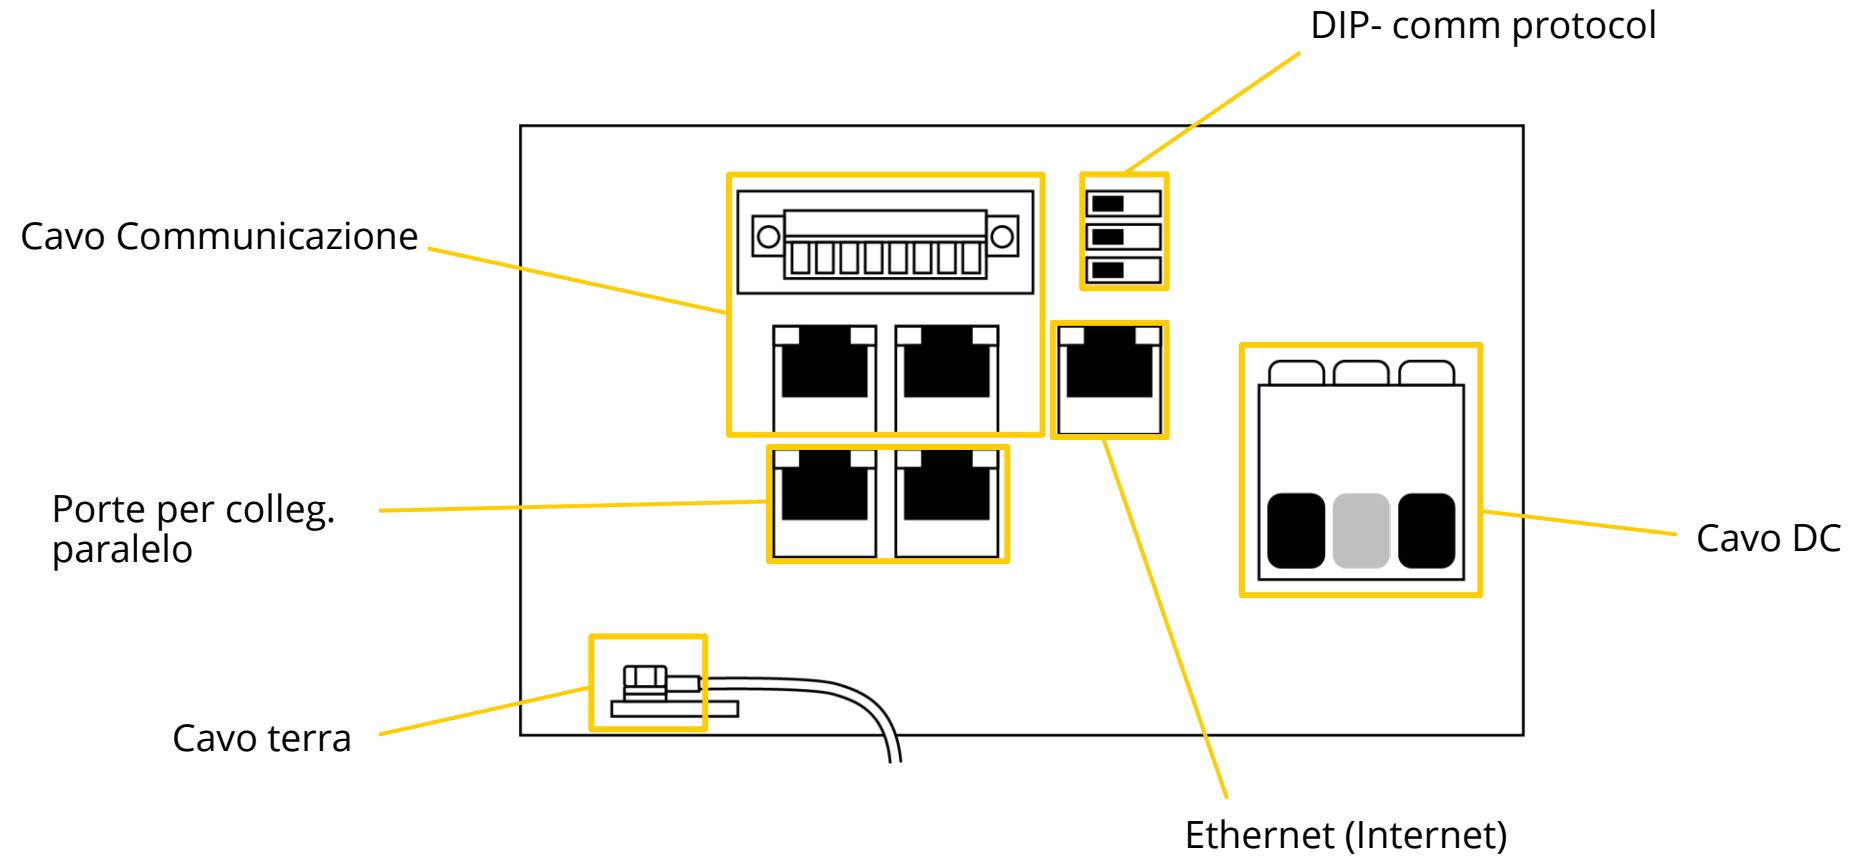 DIP- comm protocol
Cavo Communicazione
Porte per colleg.
paralelo
Cavo DC
Cavo terra
Ethernet (Internet)